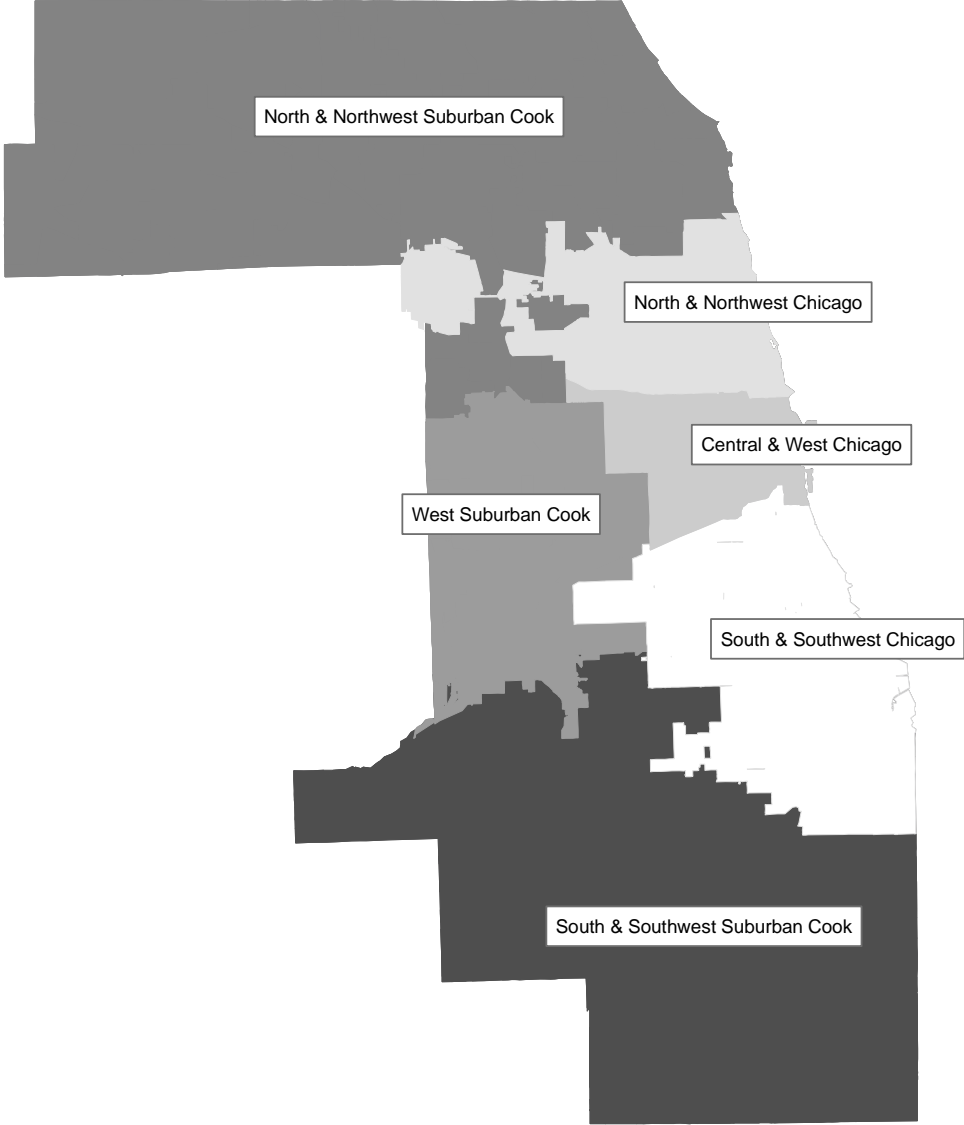 North & Northwest Suburban Cook
North & Northwest Chicago
Central & West Chicago
West Suburban Cook
South & Southwest Chicago
South & Southwest Suburban Cook